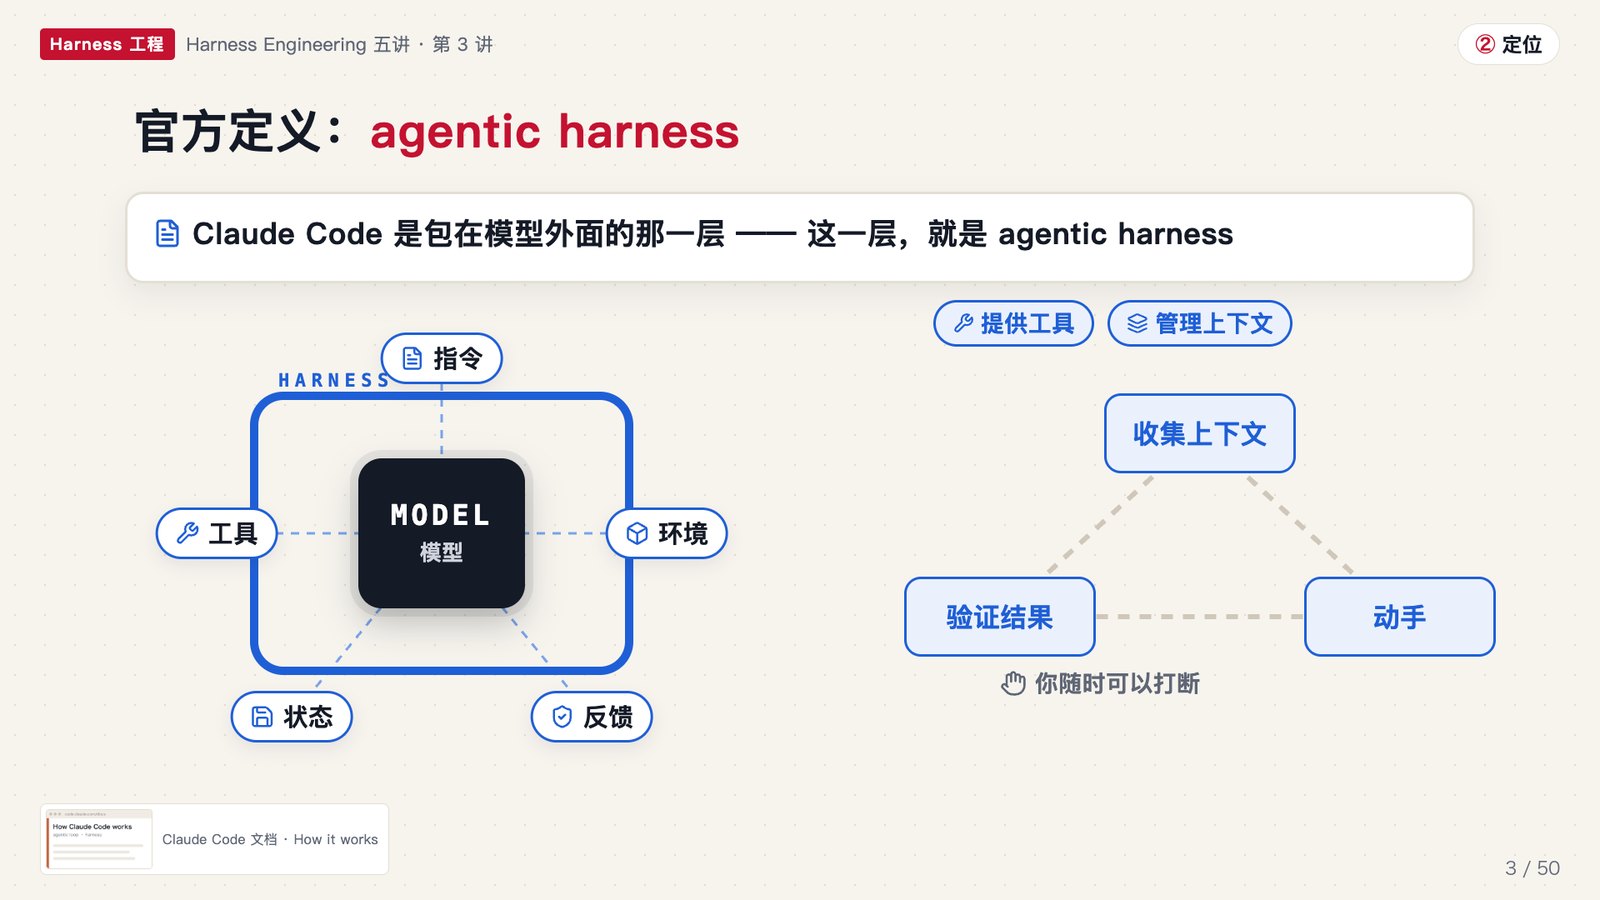 Harness 工程
Harness Engineering 五讲 · 第 3 讲
② 定位
官方定义：agentic harness
Claude Code 是包在模型外面的那一层 —— 这一层，就是 agentic harness
提供工具
管理上下文
指令
HARNESS
MODEL
模型
工具
环境
状态
反馈
收集上下文
验证结果
动手
你随时可以打断
How Claude Code works
Claude Code 文档 · How it works
3 / 50